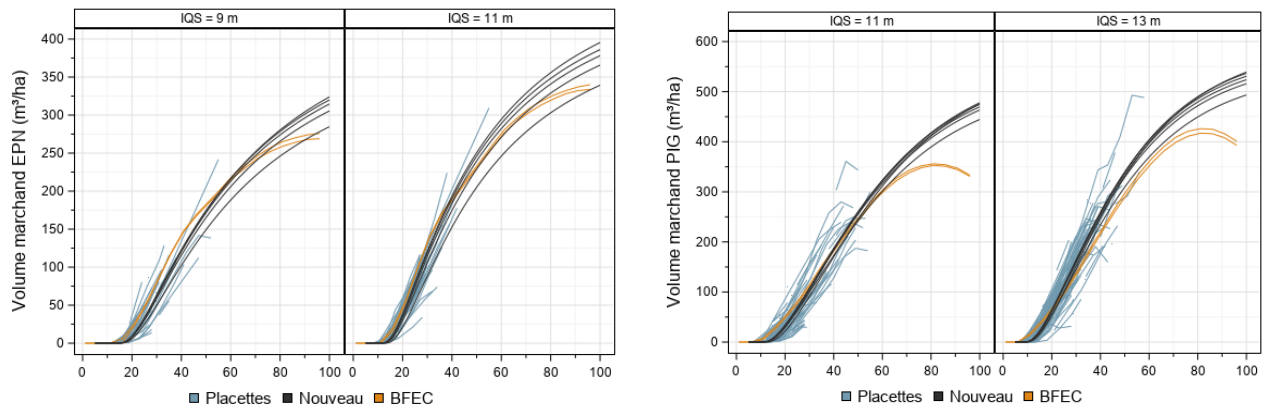 IQS = 9 m
IQS = 11 m
Volume marchand EPN (m³/ha)
400
350
300
250
200
150
100
50
0
0 20 40 60 80 100
0 20 40 60 80 100
Placettes Nouveau BFEC
IQS = 11 m
IQS = 13 m
Volume marchand PIG (m³/ha)
600
500
400
300
200
100
0
0 20 40 60 80 100
0 20 40 60 80 100
Placettes Nouveau BFEC